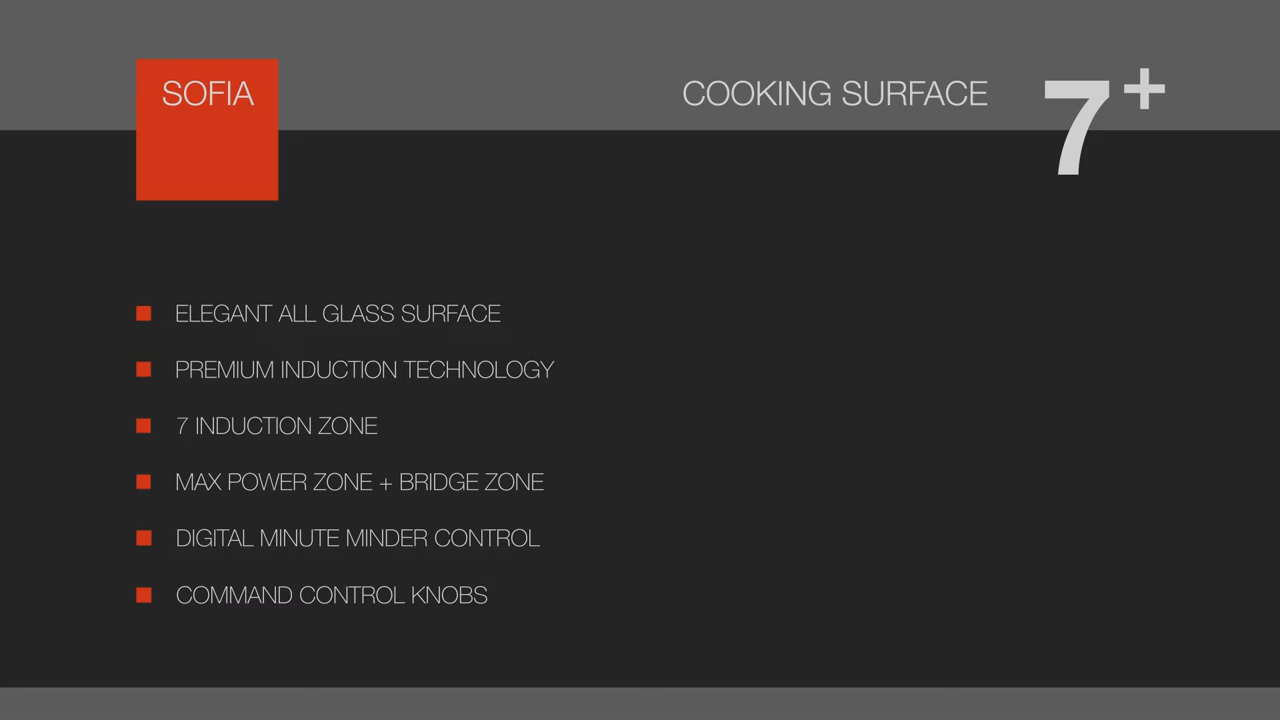 SOFIA
COOKING SURFACE
7+
ELEGANT ALL GLASS SURFACE
PREMIUM INDUCTION TECHNOLOGY
7 INDUCTION ZONE
MAX POWER ZONE + BRIDGE ZONE
DIGITAL MINUTE MINDER CONTROL
COMMAND CONTROL KNOBS